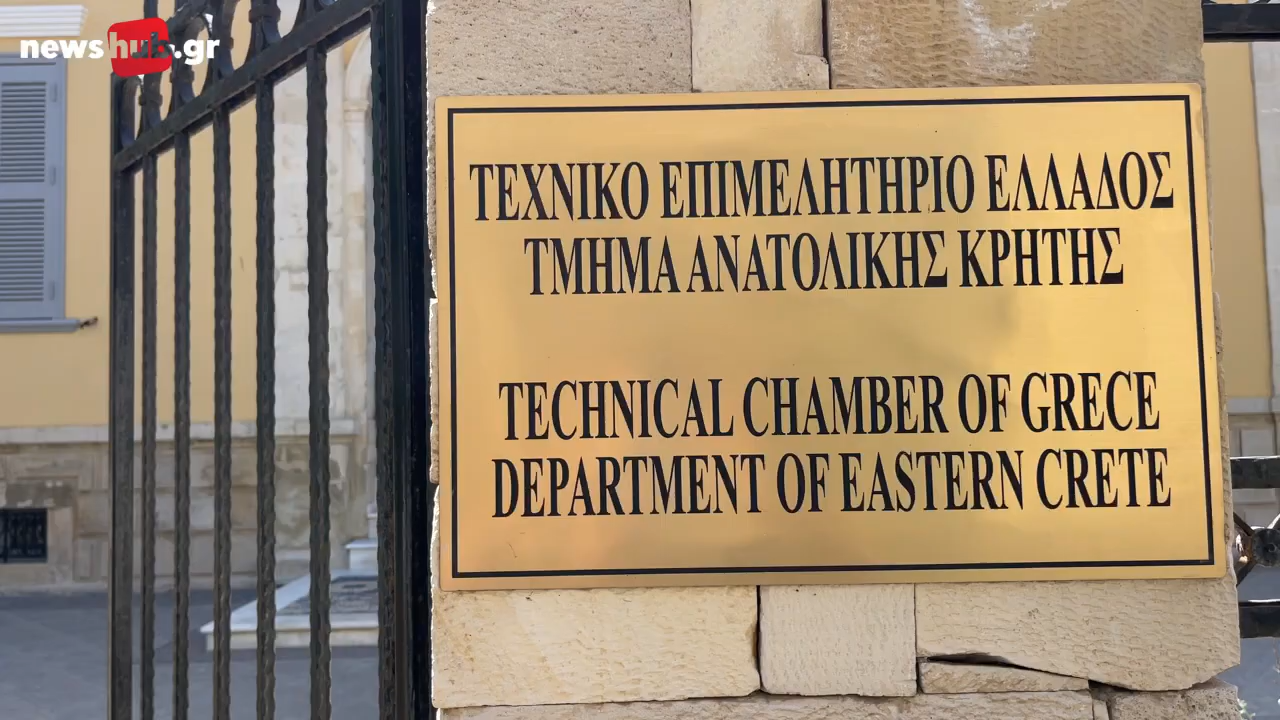 newshub.gr
ΤΕΧΝΙΚΟ ΕΠΙΜΕΛΗΤΗΡΙΟ ΕΛΛΑΔΟΣ
ΤΜΗΜΑ ΑΝΑΤΟΛΙΚΗΣ ΚΡΗΤΗΣ
TECHNICAL CHAMBER OF GRECE
DEPARTMENT OF EASTERN CRETE